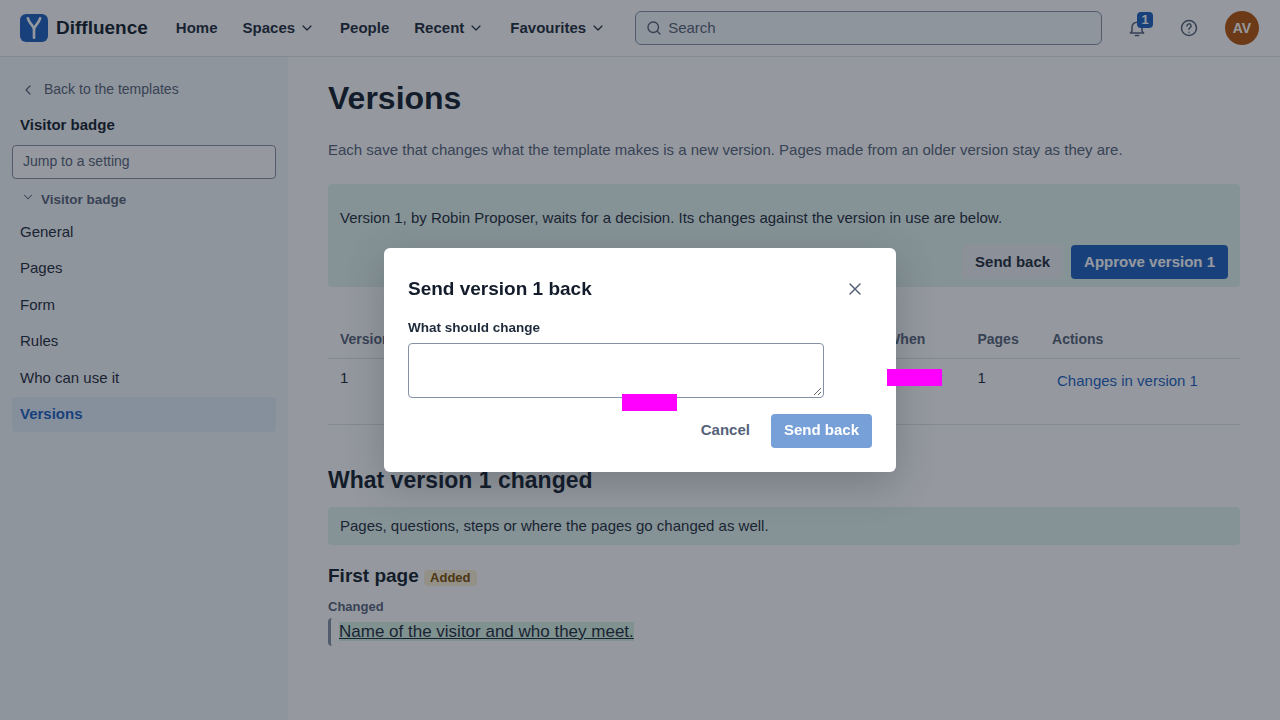 Diffluence Home Spaces People Recent Favourites Search 1 AV
Back to the templates
Visitor badge
Jump to a setting
Visitor badge
General
Pages
Form
Rules
Who can use it
Versions
Versions
Each save that changes what the template makes is a new version. Pages made from an older version stay as they are.
Version 1, by Robin Proposer, waits for a decision. Its changes against the version in use are below.
Send back Approve version 1
Pages Actions
1 1 Changes in version 1
Send version 1 back
What should change
Cancel Send back
What version 1 changed
Pages, questions, steps or where the pages go changed as well.
First page Added
Changed
Name of the visitor and who they meet.